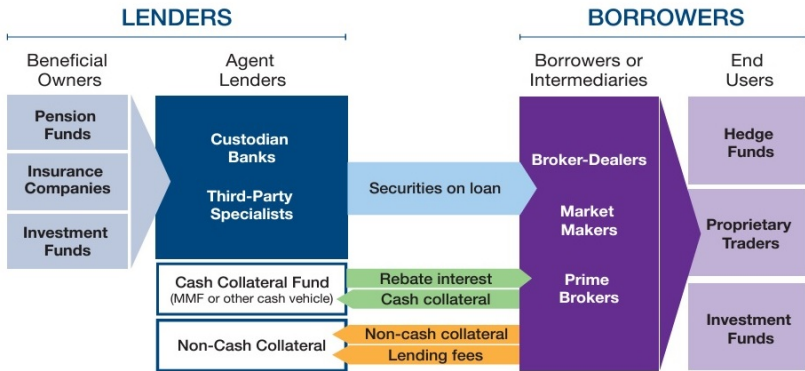 LENDERS
BORROWERS
Beneficial
Owners
Agent
Lenders
Borrowers or
Intermediaries
End
Users
Pension
Funds
Insurance
Companies
Investment
Funds
Custodian
Banks
Third-Party
Specialists
Securities on loan
Broker-Dealers
Market
Makers
Prime
Brokers
Hedge
Funds
Proprietary
Traders
Investment
Funds
Cash Collateral Fund
(MMF or other cash vehicle)
Rebate interest
Cash collateral
Non-Cash Collateral
Non-cash collateral
Lending fees